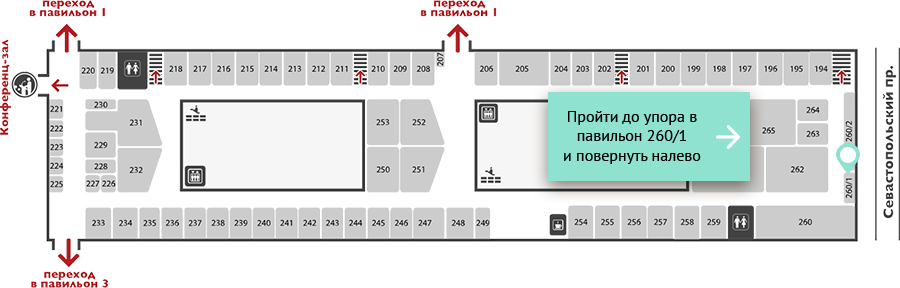 переход
в павильон 1
переход
в павильон 1
Конференц-зал
220 219 218 217 216 215 214 213 212 211 210 209 208 207 206 205 204 203 202 201 200 199 198 197 196 195 194
221
222
223
224
225
230
229
228
227 226
231
232
253 252
250 251
Пройти до упора в
павильон 260/1
и повернуть налево
265
264
263
262
260/2
260/1
Севастопольский пр.
233 234 235 236 237 238 239 240 241 242 243 244 245 246 247 248 249 254 255 256 257 258 259 260
переход
в павильон 3